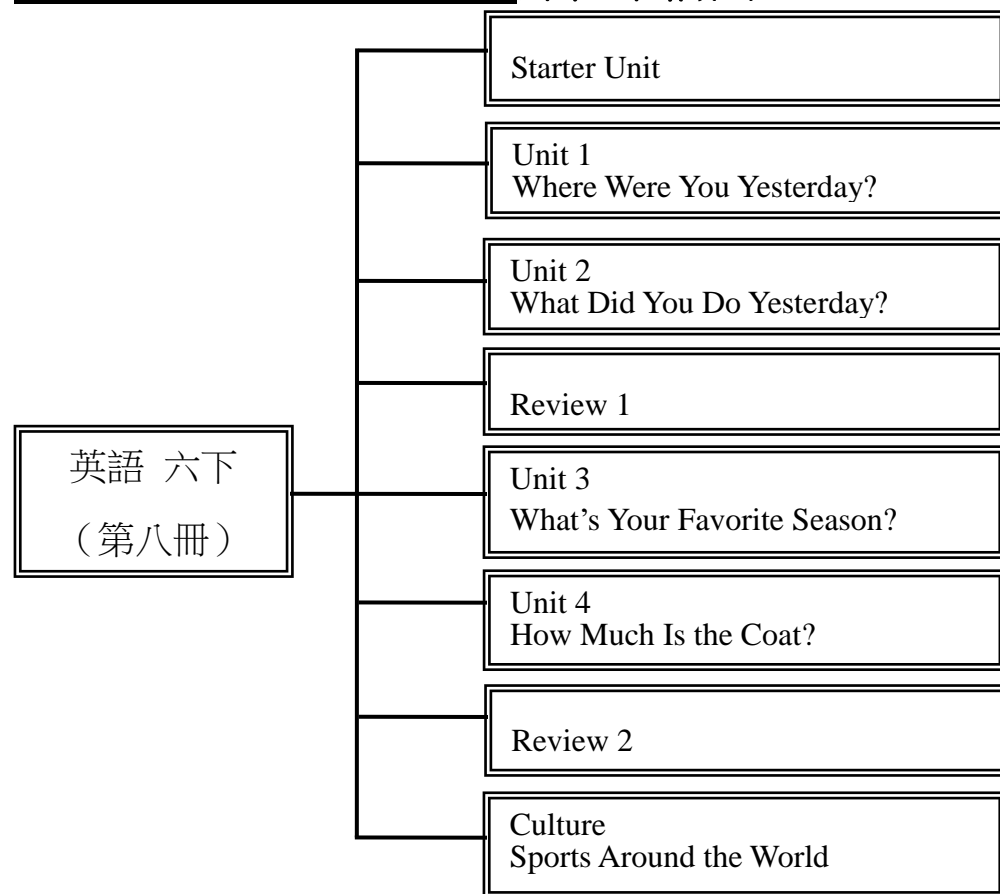 英語 六下
（第八冊）
Starter Unit
Unit 1
Where Were You Yesterday?
Unit 2
What Did You Do Yesterday?
Review 1
Unit 3
What’s Your Favorite Season?
Unit 4
How Much Is the Coat?
Review 2
Culture
Sports Around the World